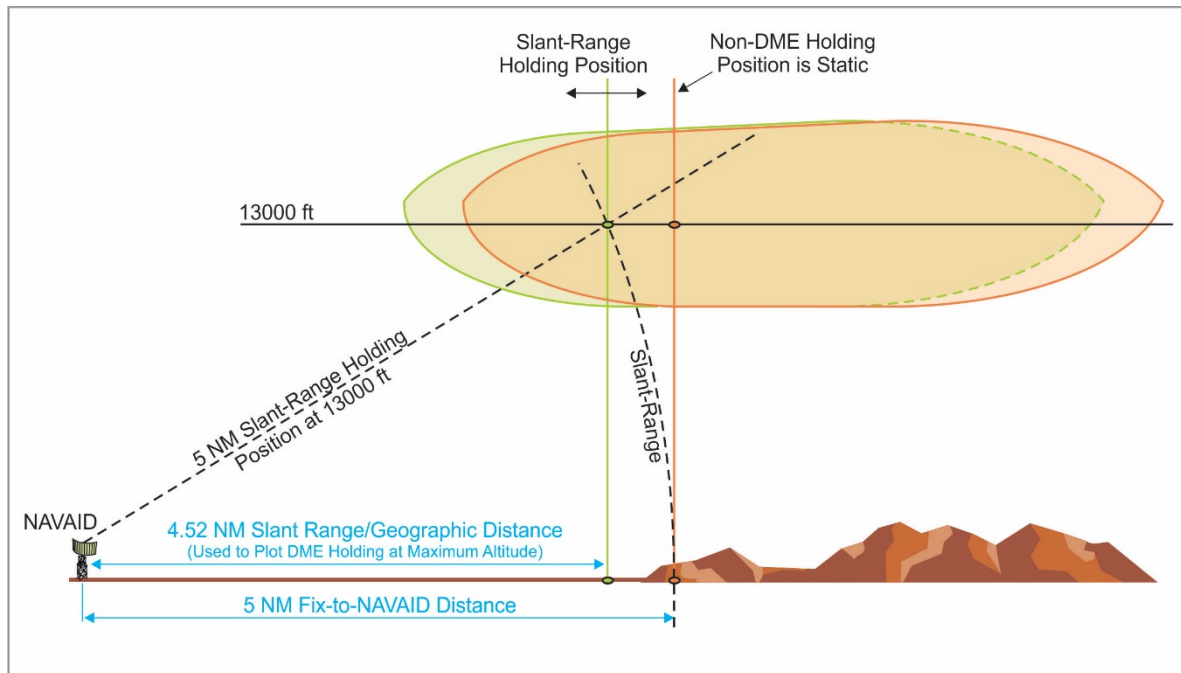 Slant-Range
Holding Position
Non-DME Holding
Position is Static
13000 ft
5 NM Slant-Range Holding
Position at 13000 ft
Slant-Range
NAVAID
4.52 NM Slant Range/Geographic Distance
(Used to Plot DME Holding at Maximum Altitude)
5 NM Fix-to-NAVAID Distance